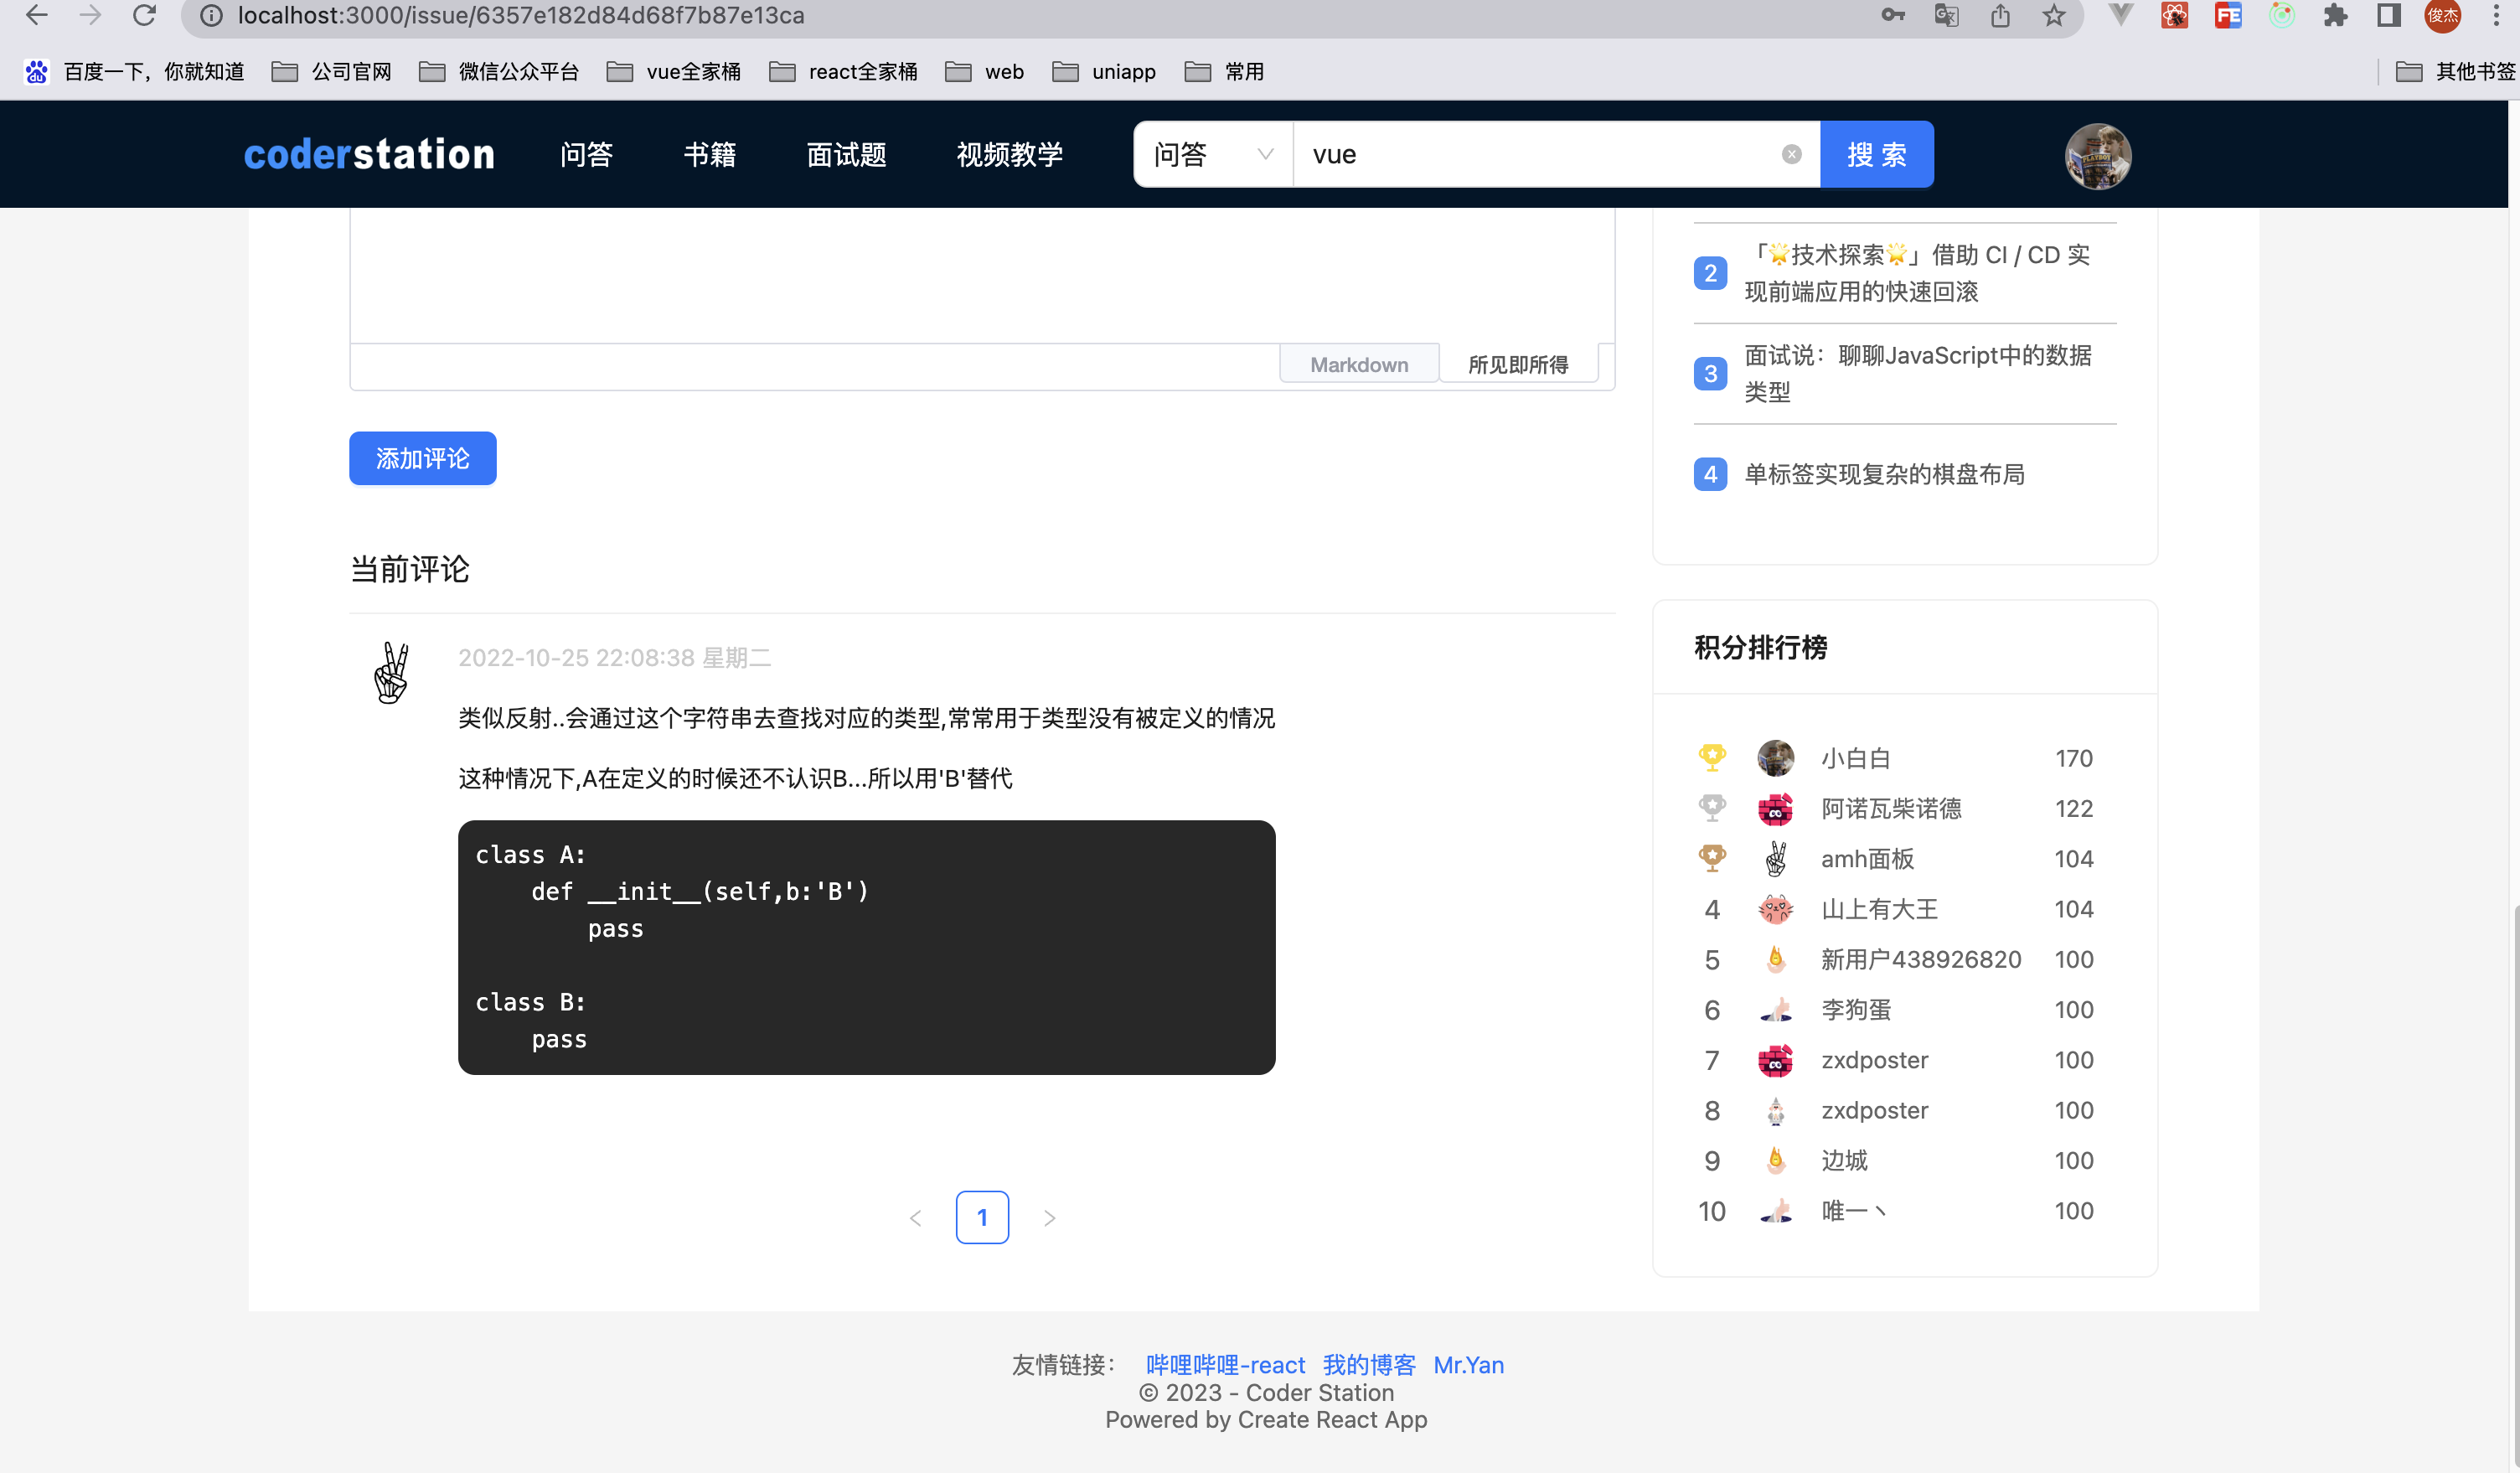 localhost:3000/issue/6357e182d84d68f7b87e13ca
俊杰
百度一下，你就知道 公司官网 微信公众平台 vue全家桶 react全家桶 web uniapp 常用 其他书签
coderstation 问答 书籍 面试题 视频教学 问答 vue 搜 索
Markdown 所见即所得
添加评论
当前评论
2022-10-25 22:08:38 星期二
类似反射..会通过这个字符串去查找对应的类型,常常用于类型没有被定义的情况
这种情况下,A在定义的时候还不认识B...所以用'B'替代
class A:
    def __init__(self,b:'B')
        pass
class B:
    pass
1
2 「🌟技术探索🌟」借助 CI / CD 实
现前端应用的快速回滚
3 面试说：聊聊JavaScript中的数据
类型
4 单标签实现复杂的棋盘布局
积分排行榜
小白白 170
阿诺瓦柴诺德 122
amh面板 104
4 山上有大王 104
5 新用户438926820 100
6 李狗蛋 100
7 zxdposter 100
8 zxdposter 100
9 边城 100
10 唯一丶 100
友情链接： 哔哩哔哩-react 我的博客 Mr.Yan
© 2023 - Coder Station
Powered by Create React App